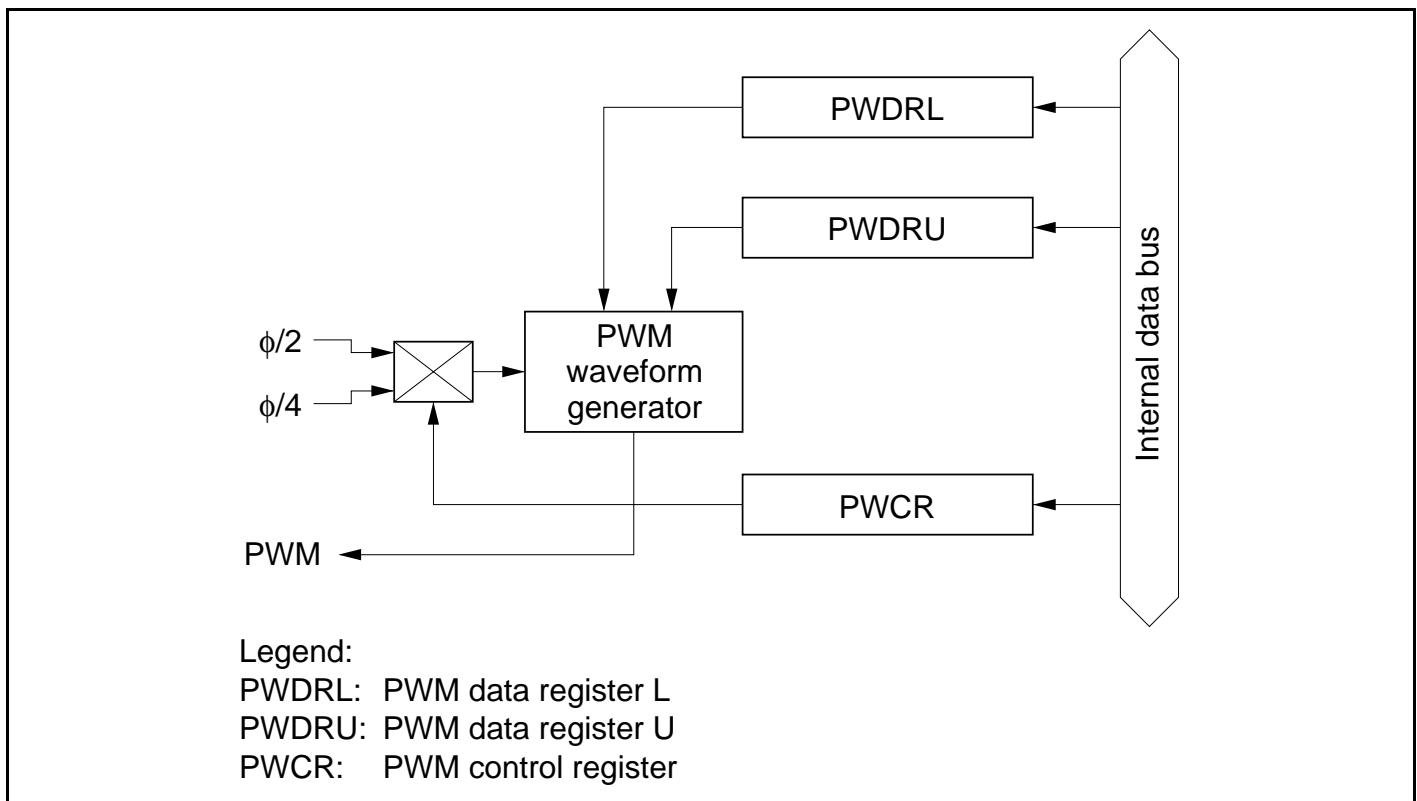 PWDRL
PWDRU
Internal data bus
ϕ/2
ϕ/4
PWM
waveform
generator
PWCR
PWM
Legend:
PWDRL: PWM data register L
PWDRU: PWM data register U
PWCR: PWM control register